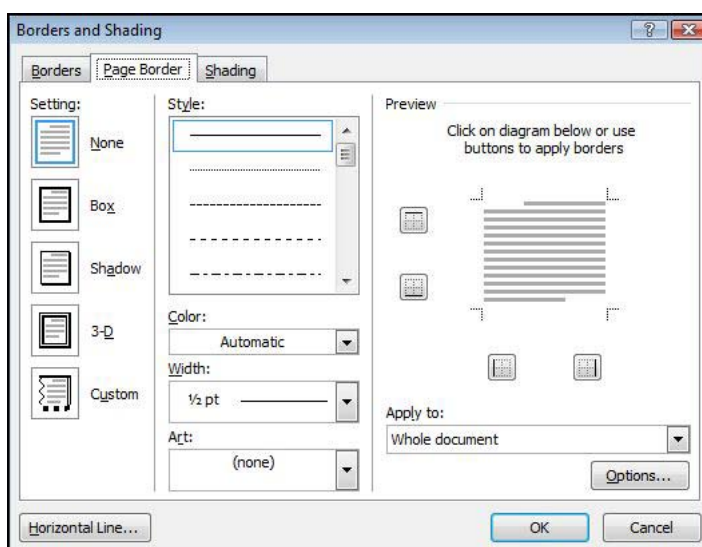 Borders and Shading
Borders
Page Border
Shading
Setting:
None
Box
Shadow
3-D
Custom
Style:
Color:
Automatic
Width:
½ pt
Art:
(none)
Preview
Click on diagram below or use
buttons to apply borders
Apply to:
Whole document
Options...
Horizontal Line...
OK
Cancel